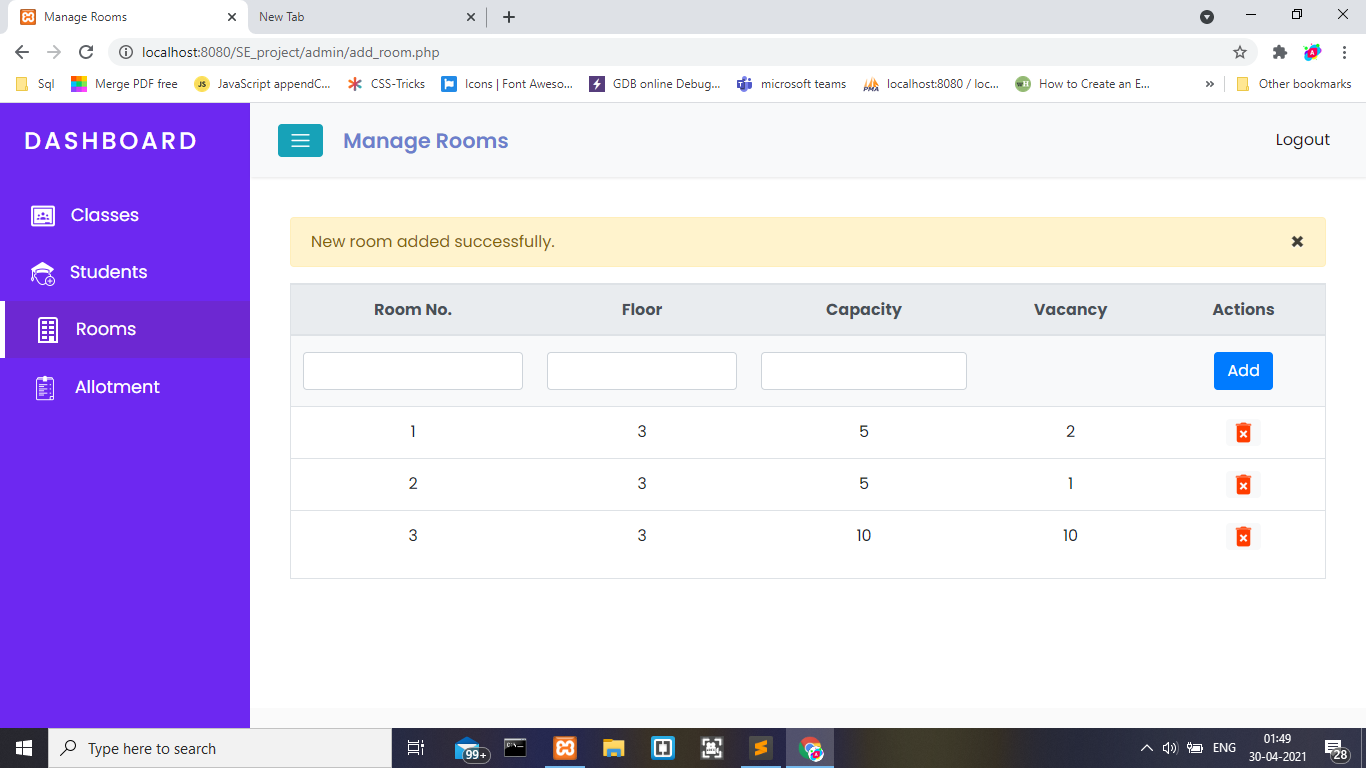 Manage Rooms
New Tab
localhost:8080/SE_project/admin/add_room.php
Sql
Merge PDF free
JS
JavaScript appendC...
CSS-Tricks
Icons | Font Aweso...
GDB online Debug...
microsoft teams
PMA
localhost:8080 / loc...
wH
How to Create an E...
»
Other bookmarks
DASHBOARD
Manage Rooms
Logout
Classes
Students
Rooms
Allotment
New room added successfully.
Room No. Floor Capacity Vacancy Actions
Add
1 3 5 2
2 3 5 1
3 3 10 10
Type here to search
99+
ENG
01:49
30-04-2021
28